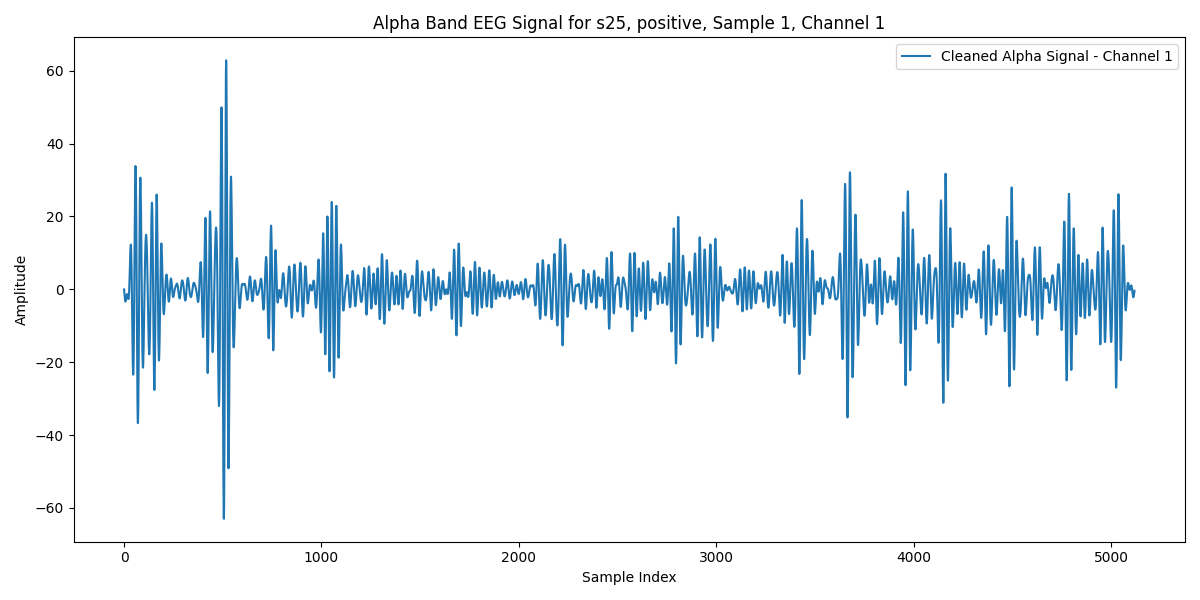 Alpha Band EEG Signal for s25, positive, Sample 1, Channel 1
Cleaned Alpha Signal - Channel 1
Amplitude
60
40
20
0
−20
−40
−60
0 1000 2000 3000 4000 5000
Sample Index